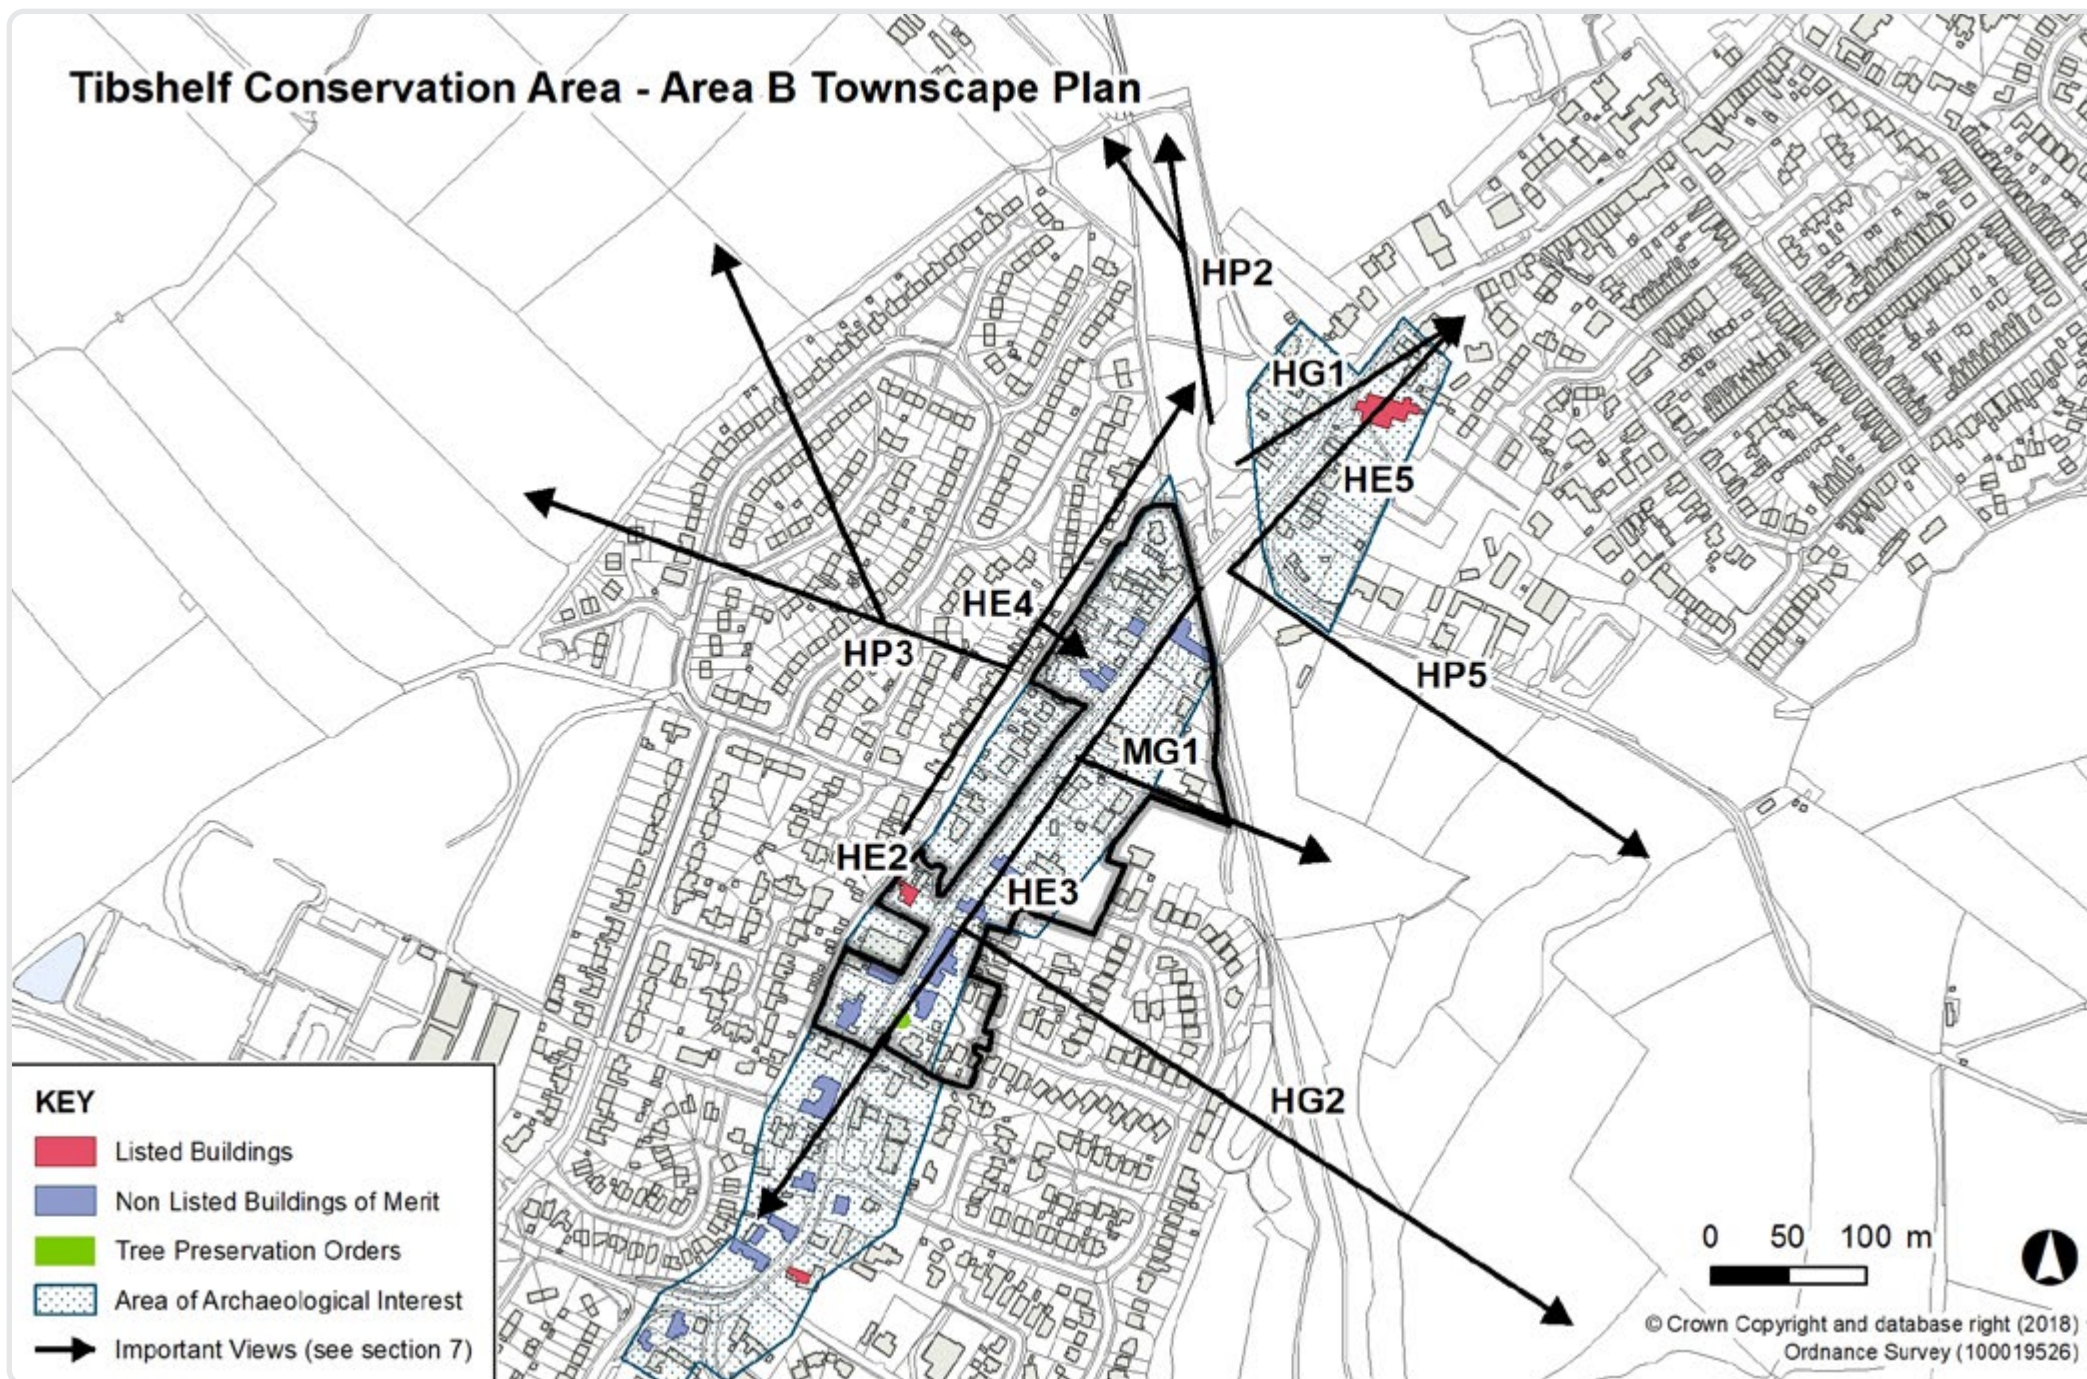 Tibshelf Conservation Area - Area B Townscape Plan
HP2
HG1
HE5
HE4
HP3
HP5
MG1
HE2
HE3
HG2
KEY
Listed Buildings
Non Listed Buildings of Merit
Tree Preservation Orders
Area of Archaeological Interest
Important Views (see section 7)
0 50 100 m
© Crown Copyright and database right (2018)
Ordnance Survey (100019526)